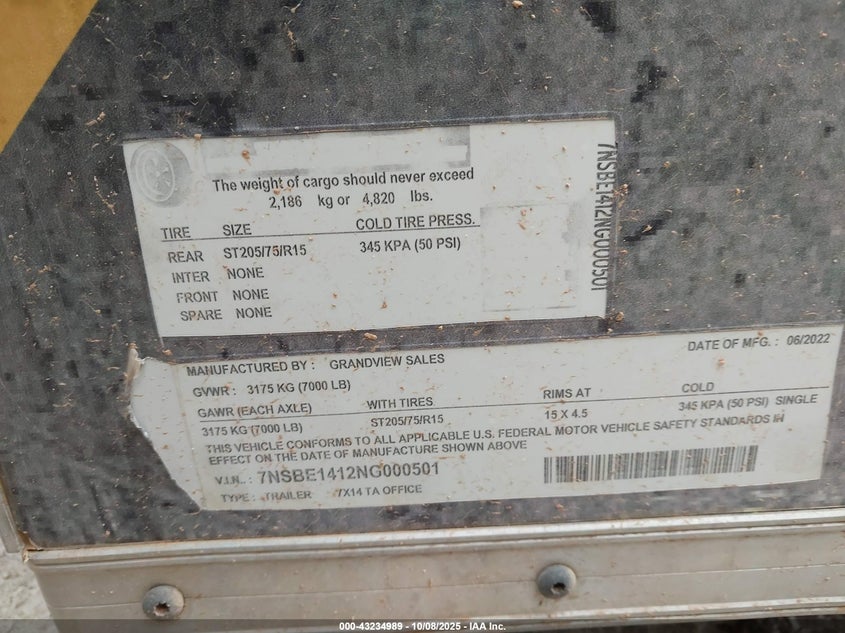 The weight of cargo should never exceed
2,186 kg or 4,820 lbs.
TIRE SIZE COLD TIRE PRESS.
REAR ST205/75/R15 345 KPA (50 PSI)
INTER NONE
FRONT NONE
SPARE NONE
7NSBE1412NG000501
MANUFACTURED BY: GRANDVIEW SALES DATE OF MFG.: 06/2022
GVWR: 3175 KG (7000 LB)
GAWR (EACH AXLE) WITH TIRES RIMS AT COLD
3175 KG (7000 LB) ST205/75/R15 15 X 4.5 345 KPA (50 PSI) SINGLE
THIS VEHICLE CONFORMS TO ALL APPLICABLE U.S. FEDERAL MOTOR VEHICLE SAFETY STANDARDS IN
EFFECT ON THE DATE OF MANUFACTURE SHOWN ABOVE
V.I.N.: 7NSBE1412NG000501
TYPE: TRAILER 7X14 TA OFFICE
000-43234989 - 10/08/2025 - IAA Inc.